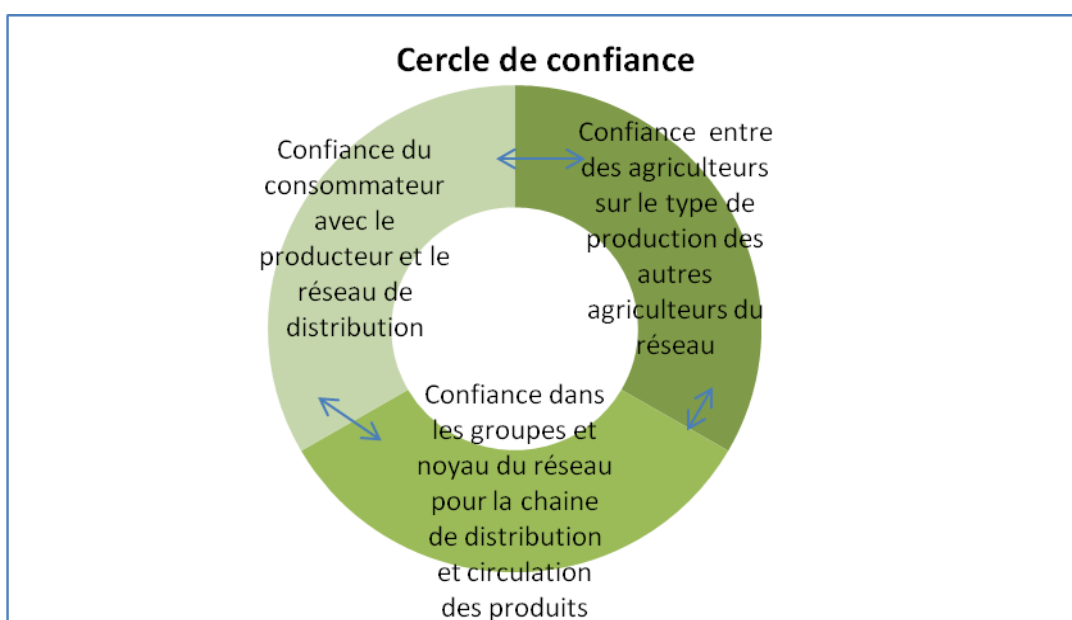 Cercle de confiance
Confiance du
consommateur
avec le
producteur et le
réseau de
distribution
Confiance entre
des agriculteurs
sur le type de
production des
autres
agriculteurs du
réseau
Confiance dans
les groupes et
noyau du réseau
pour la chaine
de distribution
et circulation
des produits